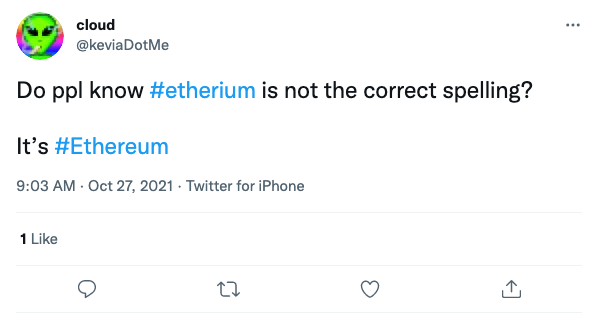 cloud
@keviaDotMe
Do ppl know #etherium is not the correct spelling?
It’s #Ethereum
9:03 AM · Oct 27, 2021 · Twitter for iPhone
1 Like